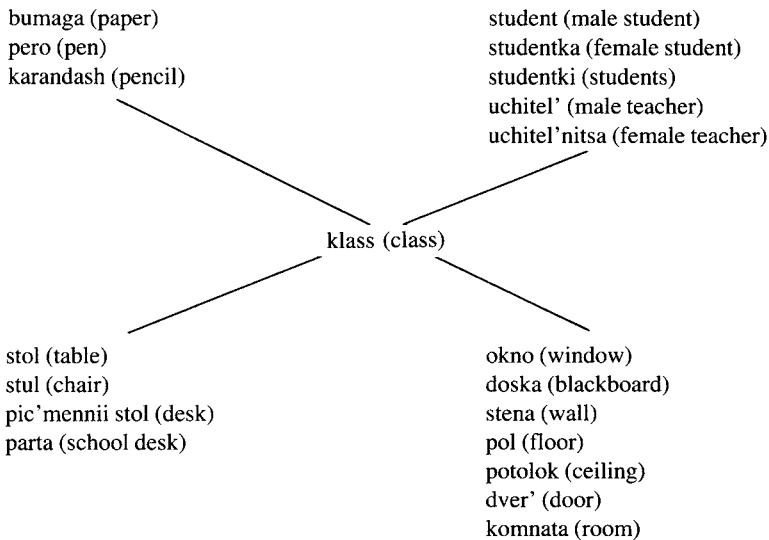 bumaga (paper)
pero (pen)
karandash (pencil)
student (male student)
studentka (female student)
studentki (students)
uchitel' (male teacher)
uchitel'nitsa (female teacher)
klass (class)
stol (table)
stul (chair)
pic'mennii stol (desk)
parta (school desk)
okno (window)
doska (blackboard)
stena (wall)
pol (floor)
potolok (ceiling)
dver' (door)
komnata (room)